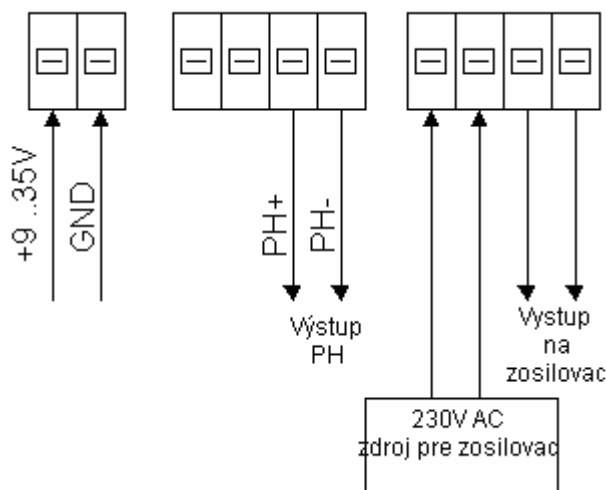 +9 ..35V
GND
PH+
PH-
Výstup
PH
Vystup
na
zosilovac
230V AC
zdroj pre zosilovac